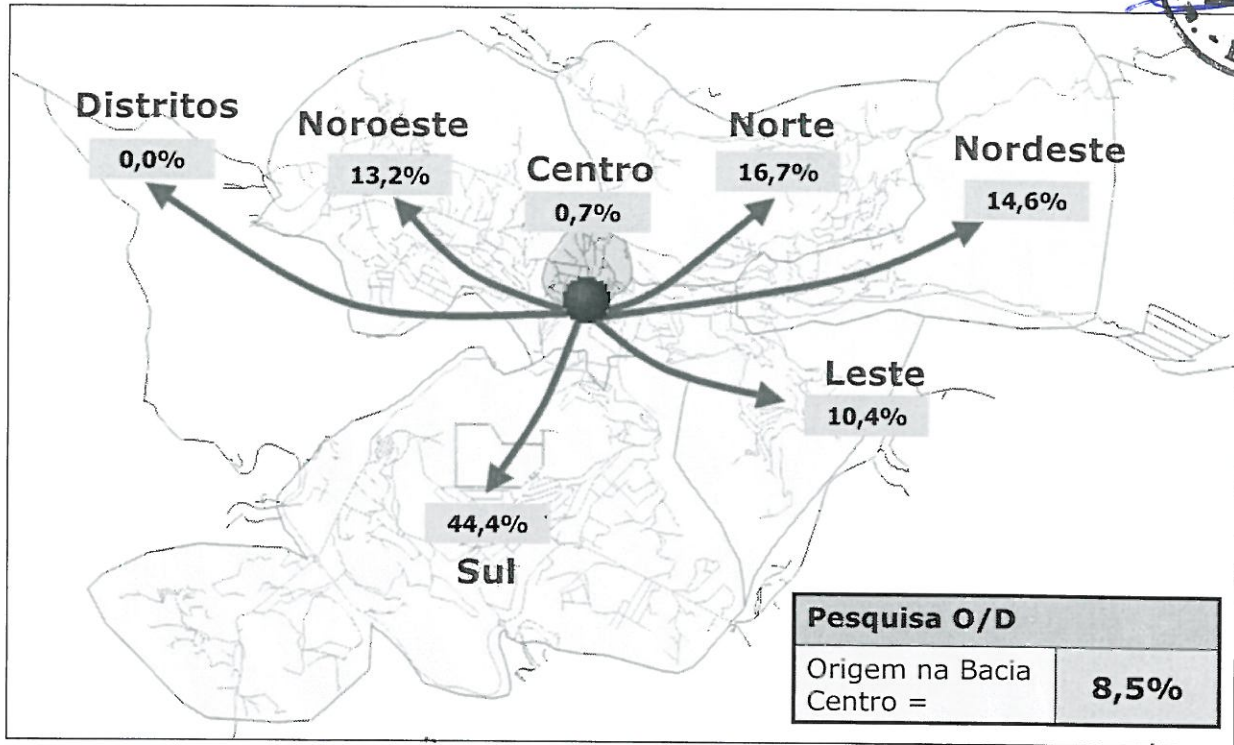 Distritos
0,0%
Noroeste
13,2%
Centro
0,7%
Norte
16,7%
Nordeste
14,6%
Leste
10,4%
44,4%
Sul
Pesquisa O/D
Origem na Bacia
Centro =
8,5%